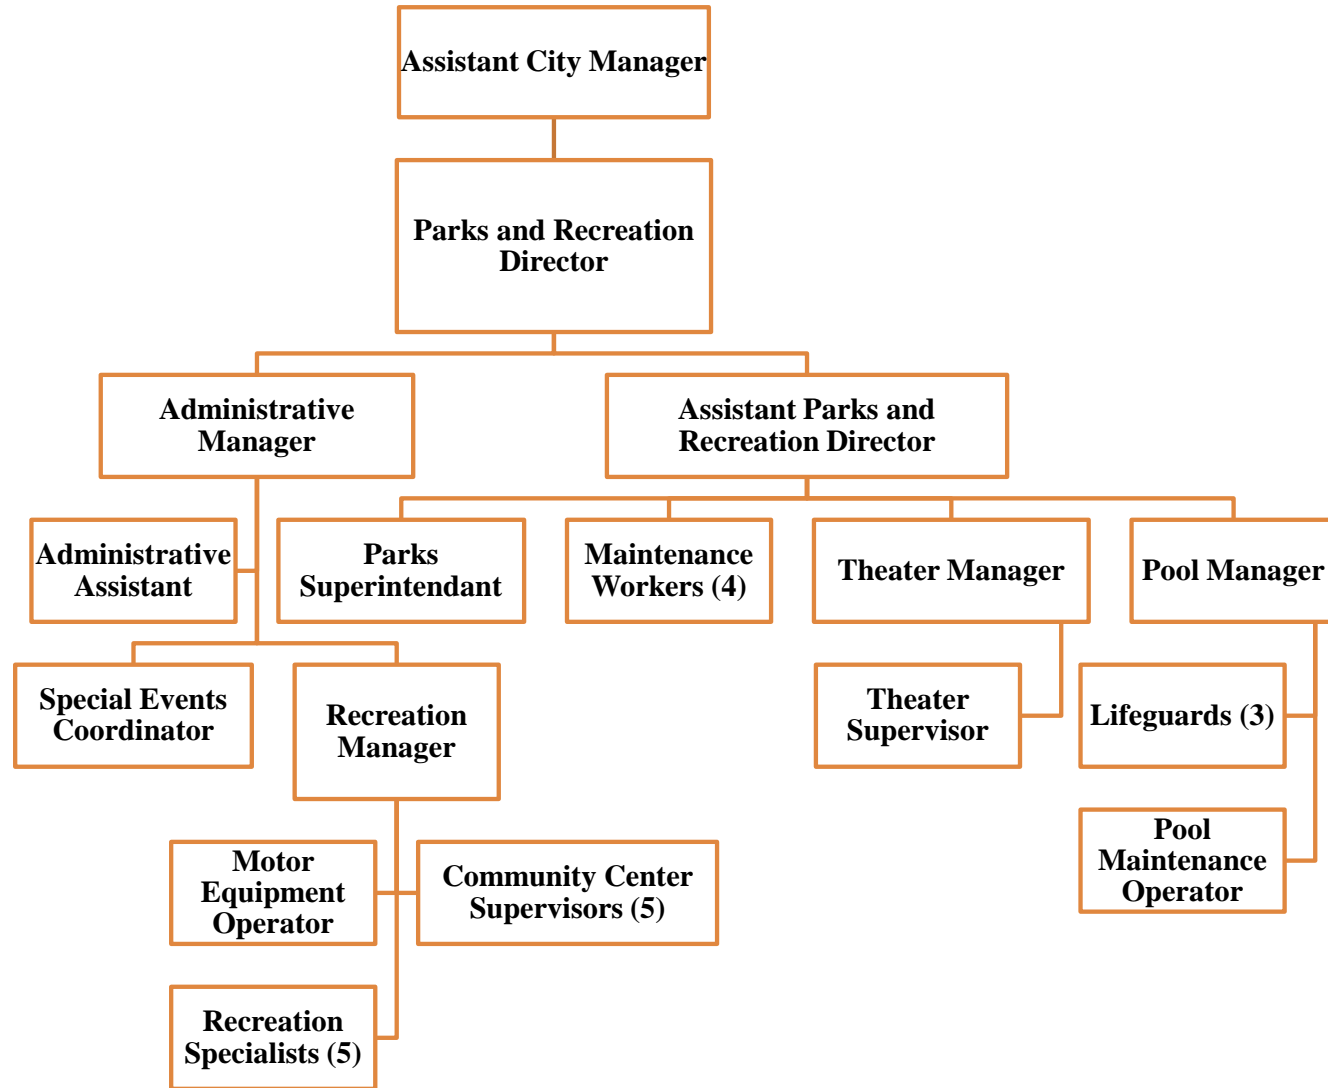 Assistant City Manager
Parks and Recreation
Director
Administrative
Manager
Assistant Parks and
Recreation Director
Administrative
Assistant
Parks
Superintendant
Maintenance
Workers (4)
Theater Manager
Pool Manager
Special Events
Coordinator
Recreation
Manager
Theater
Supervisor
Lifeguards (3)
Motor
Equipment
Operator
Community Center
Supervisors (5)
Pool
Maintenance
Operator
Recreation
Specialists (5)